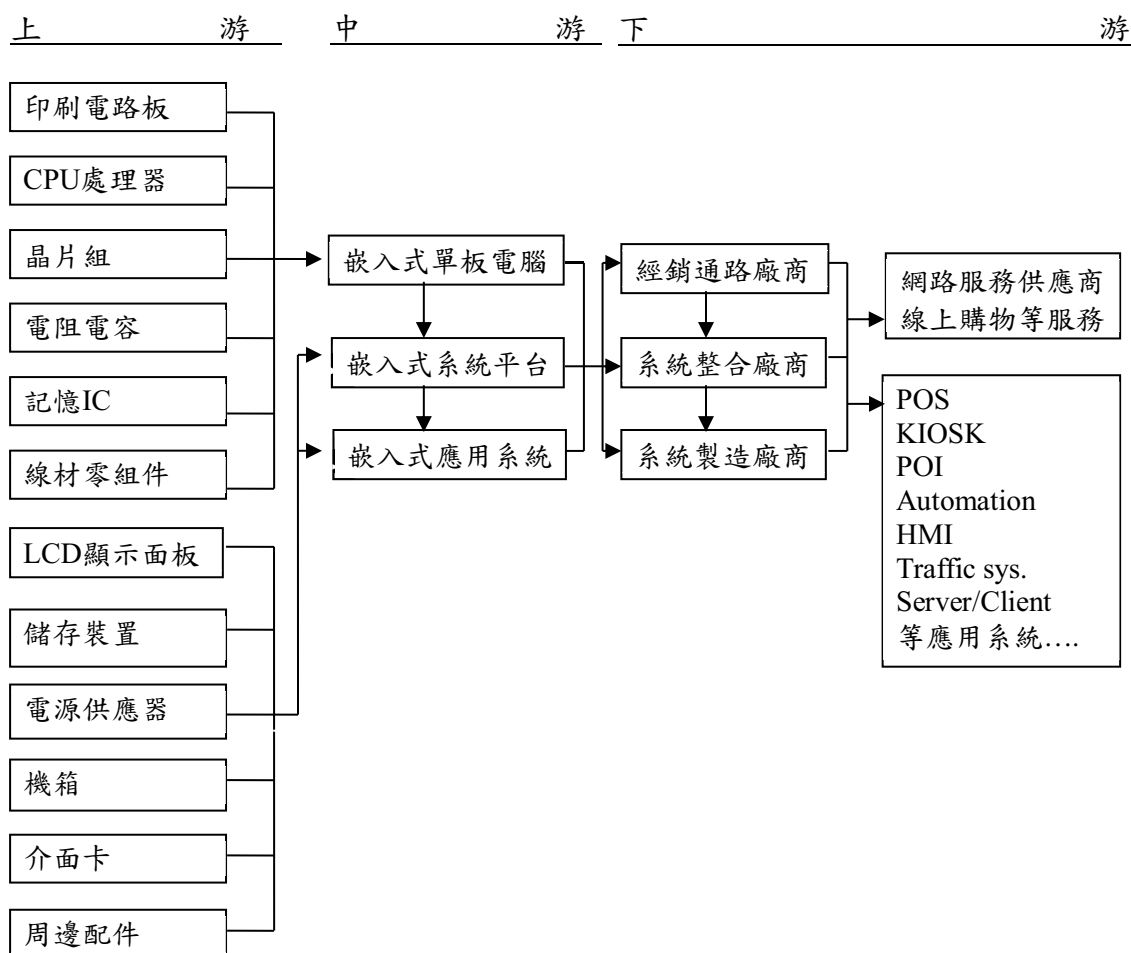 上游
中游
下游
印刷電路板
CPU處理器
晶片組
電阻電容
記憶IC
線材零組件
LCD顯示面板
儲存裝置
電源供應器
機箱
介面卡
周邊配件
嵌入式單板電腦
嵌入式系統平台
嵌入式應用系統
經銷通路廠商
系統整合廠商
系統製造廠商
網路服務供應商
線上購物等服務
POS
KIOSK
POI
Automation
HMI
Traffic sys.
Server/Client
等應用系統….